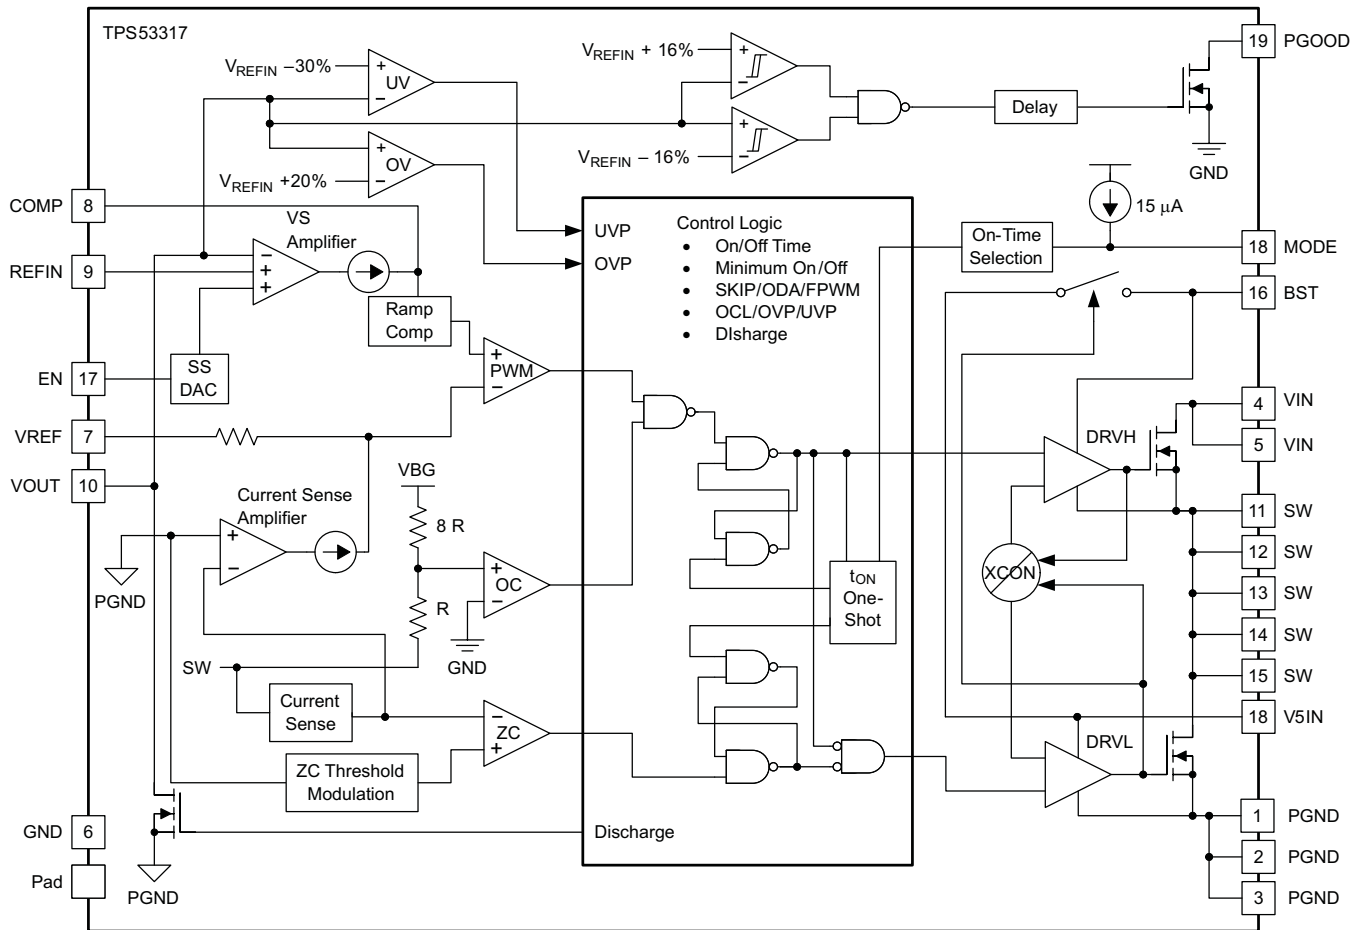 TPS53317
19
PGOOD
VREFIN + 16%
+
−
VREFIN –30%
+
UV
−
Delay
+
OV
−
+
VREFIN – 16%
−
VREFIN +20%
GND
15 μA
COMP
8
VS
Amplifier
UVP
OVP
Control Logic
• On/Off Time
• Minimum On/Off
• SKIP/ODA/FPWM
• OCL/OVP/UVP
• DIsharge
On-Time
Selection
18
MODE
REFIN
9
−
+
+
16
BST
Ramp
Comp
EN
17
SS
DAC
+
PWM
−
4
VIN
VREF
7
DRVH
5
VIN
VOUT
10
VBG
Current Sense
Amplifier
8 R
11
SW
+
−
+
OC
−
12
SW
XCON
tON
One-
Shot
PGND
R
13
SW
14
SW
SW
GND
15
SW
Current
Sense
−
ZC
+
18
V5IN
DRVL
ZC Threshold
Modulation
GND
6
Discharge
1
PGND
2
PGND
Pad
PGND
3
PGND